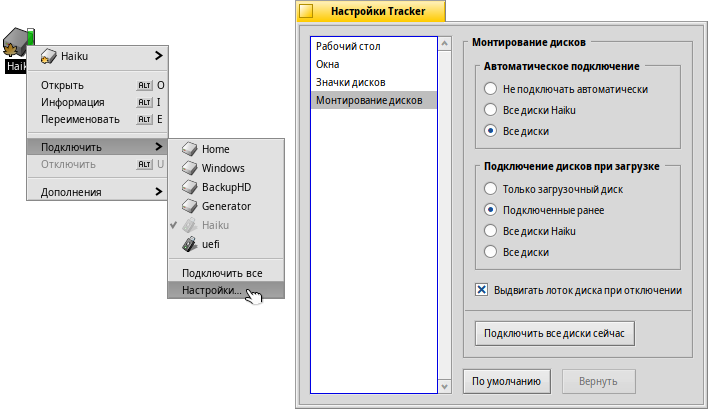 Haiku
Haiku
Открыть ALT O
Информация ALT I
Переименовать ALT E
Подключить
Отключить ALT U
Дополнения
Home
Windows
BackupHD
Generator
Haiku
uefi
Подключить все
Настройки...
Настройки Tracker
Рабочий стол
Окна
Значки дисков
Монтирование дисков
Монтирование дисков
Автоматическое подключение
Не подключать автоматически
Все диски Haiku
Все диски
Подключение дисков при загрузке
Только загрузочный диск
Подключенные ранее
Все диски Haiku
Все диски
Выдвигать лоток диска при отключении
Подключить все диски сейчас
По умолчанию
Вернуть